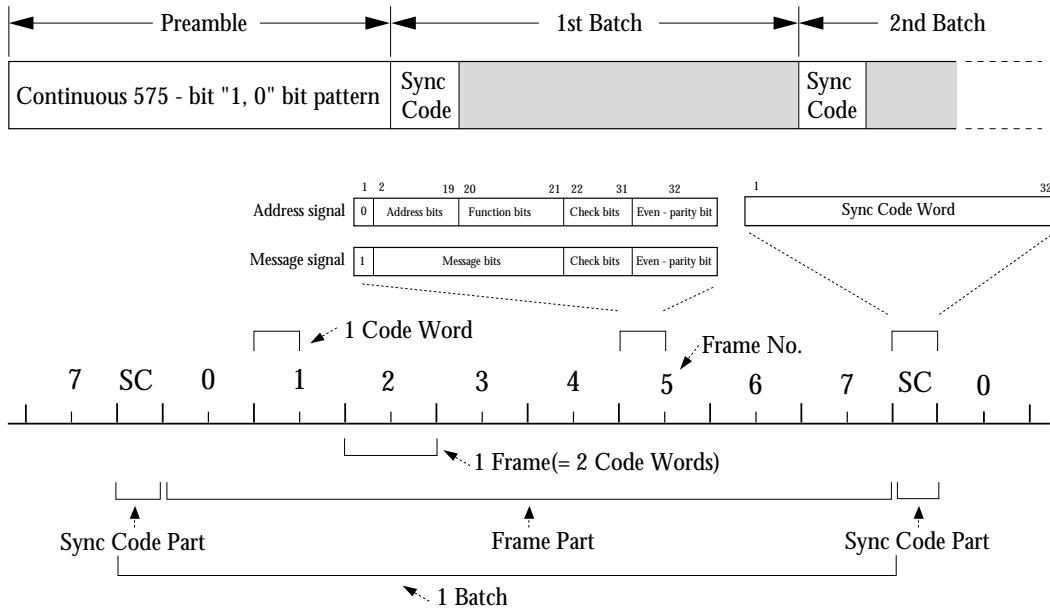 Preamble 1st Batch 2nd Batch
Continuous 575 - bit "1, 0" bit pattern
Sync
Code
Sync
Code
1 2 19 20 21 22 31 32
Address signal 0 Address bits Function bits Check bits Even - parity bit
1 32
Sync Code Word
Message signal 1 Message bits Check bits Even - parity bit
1 Code Word
Frame No.
7 SC 0 1 2 3 4 5 6 7 SC 0
1 Frame(= 2 Code Words)
Sync Code Part Frame Part Sync Code Part
1 Batch